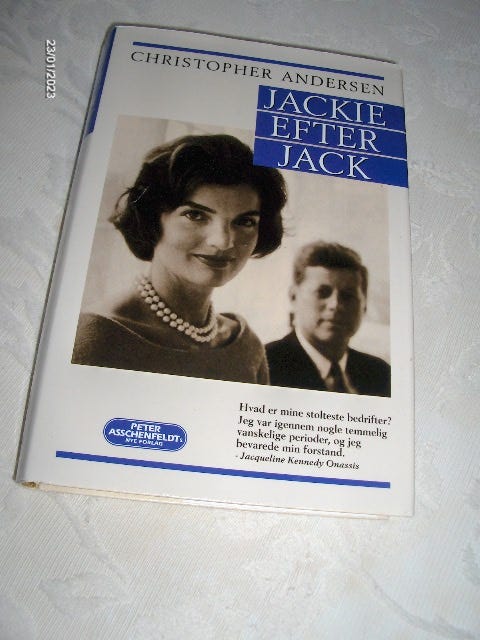 23/01/2023
CHRISTOPHER ANDERSEN
JACKIE
EFTER
JACK
Hvad er mine stolteste bedrifter?
Jeg var igennem nogle temmelig
vanskelige perioder, og jeg
bevarede min forstand.
- Jacqueline Kennedy Onassis
PETER
ASSCHENFELDT's
NYE FORLAG